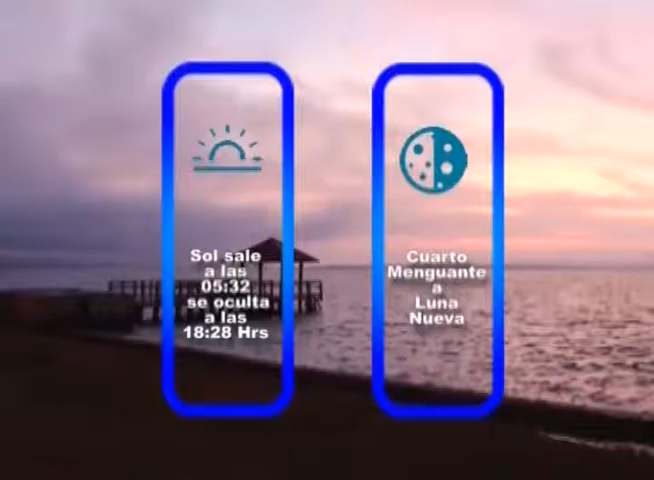 Sol sale
a las
05:32
se oculta
a las
18:28 Hrs
Cuarto
Menguante
a
Luna
Nueva